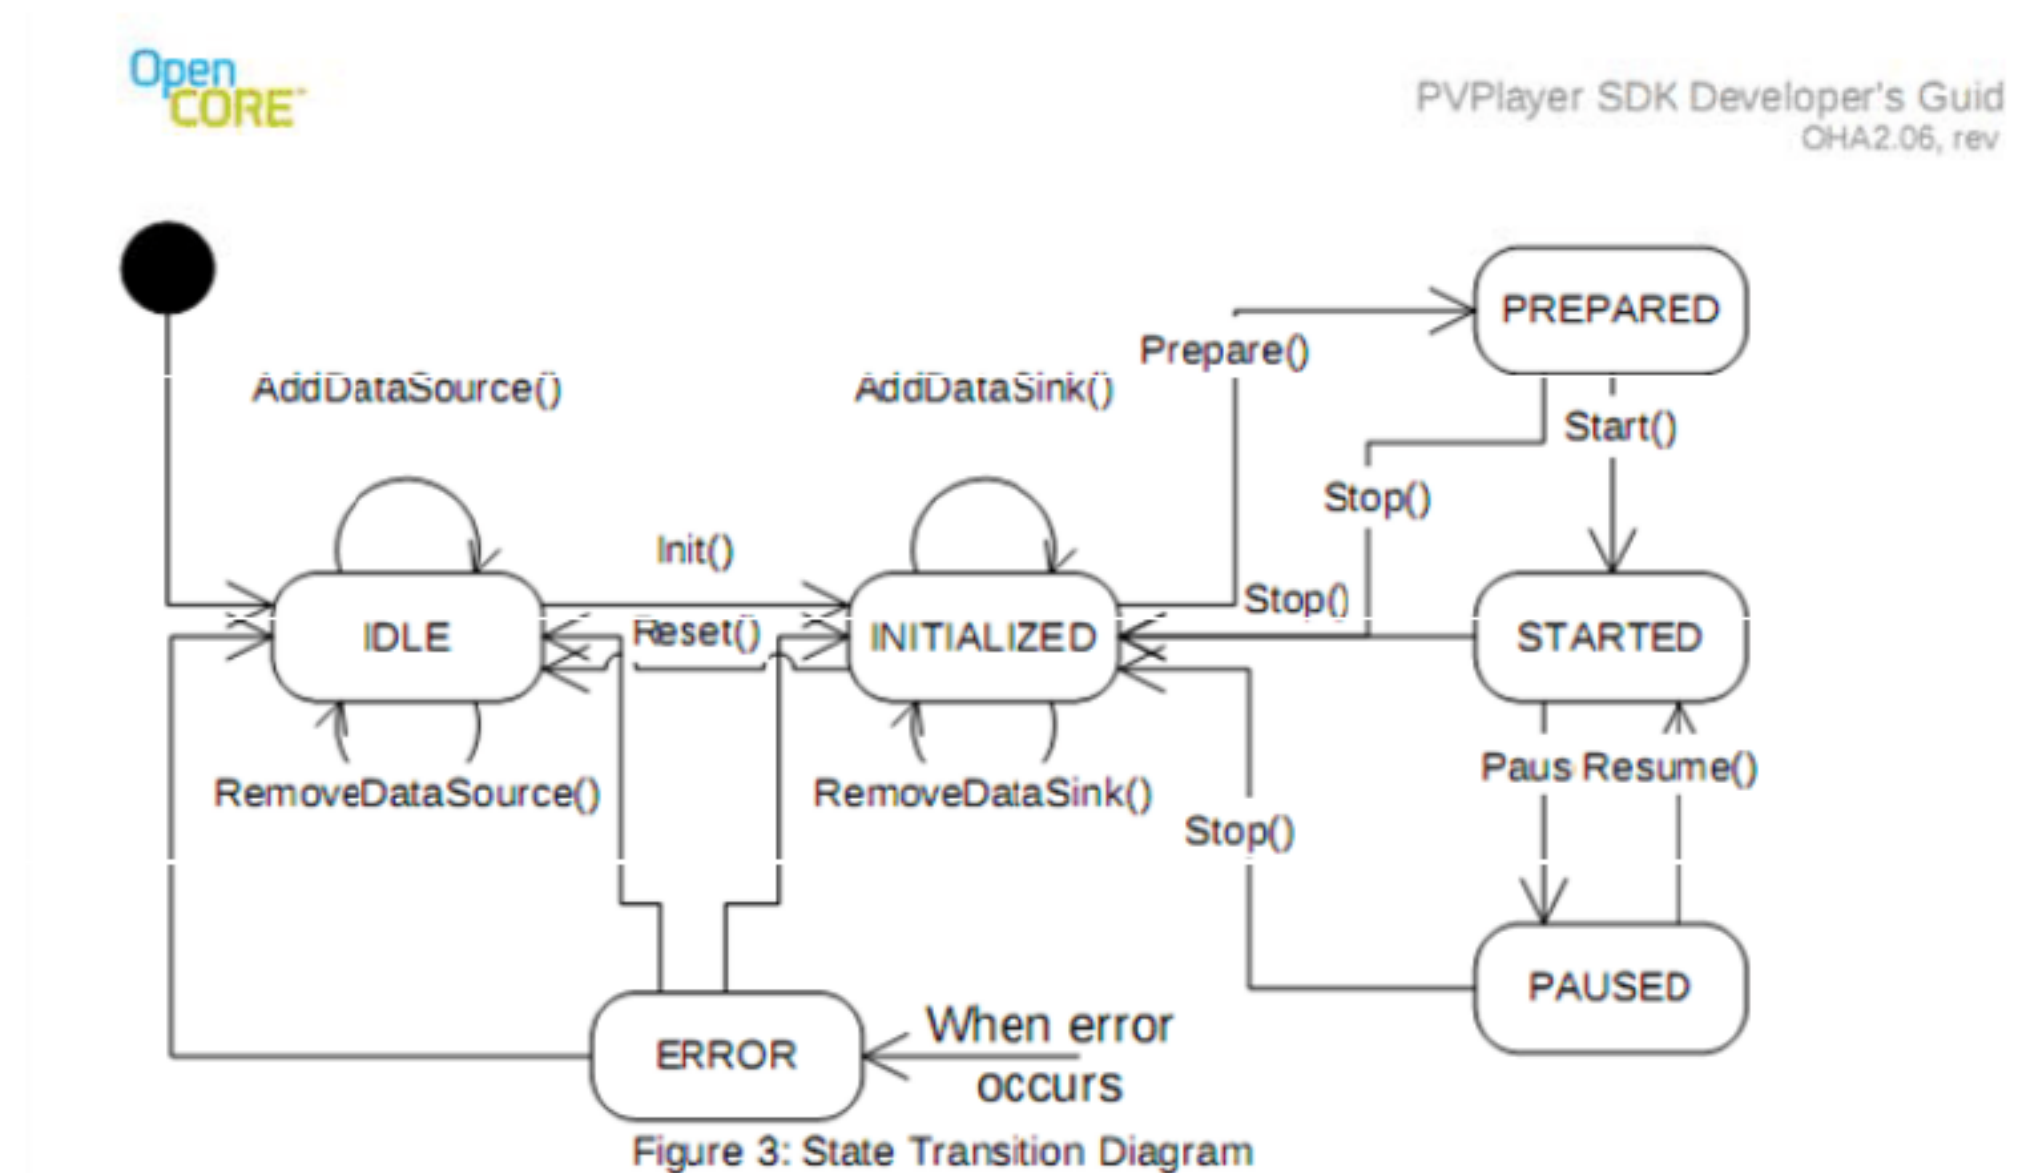 Open
CORE
PVPlayer SDK Developer's Guid
OHA2.06, rev
PREPARED
Prepare()
AddDataSource()
AddDataSink()
Start()
Stop()
Init()
Stop()
Reset()
IDLE
INITIALIZED
STARTED
Paus Resume()
RemoveDataSource()
RemoveDataSink()
Stop()
PAUSED
When error
occurs
ERROR
Figure 3: State Transition Diagram